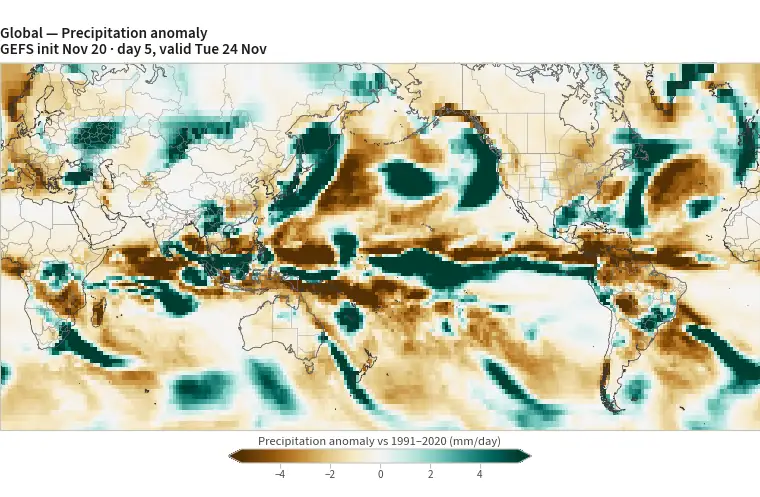 Global — Precipitation anomaly
GEFS init Nov 20 · day 5, valid Tue 24 Nov
Precipitation anomaly vs 1991–2020 (mm/day)
−4 −2 0 2 4